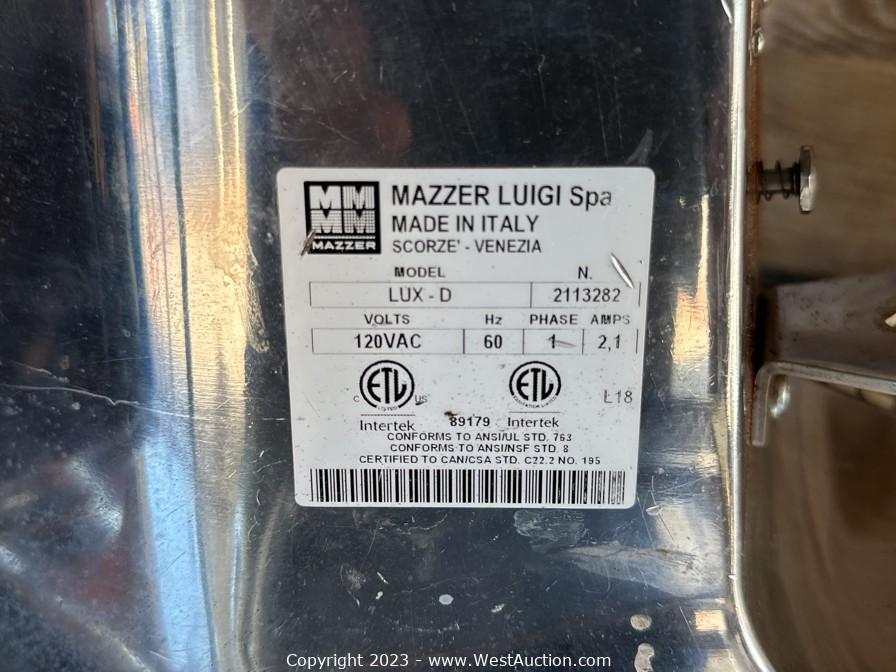 MAZZER
MAZZER LUIGI Spa
MADE IN ITALY
SCORZE' - VENEZIA
MODEL N.
LUX - D 2113282
VOLTS Hz PHASE AMPS
120VAC 60 1 2,1
C ETL US ETL L18
Intertek 89179 Intertek
CONFORMS TO ANSI/UL STD. 763
CONFORMS TO ANSI/NSF STD. 8
CERTIFIED TO CAN/CSA STD. C22.2 NO. 195
Copyright 2023 - www.WestAuction.com